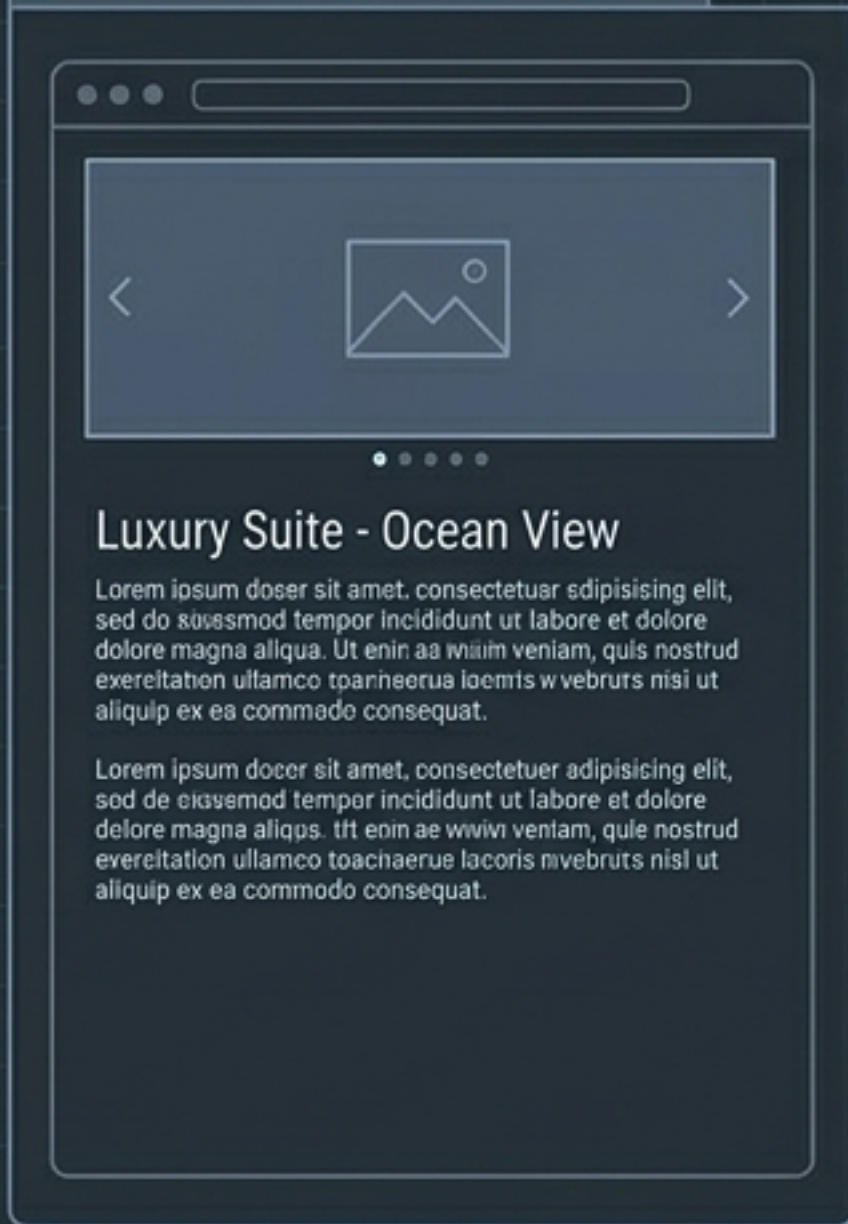 Luxury Suite - Ocean View
Lorem ipsum doser sit amet. consectetuar sdipisising elit,
sed do tempor incididunt ut labore et dolore
dolore magna aliqua. Ut enin aa veniam, quis nostrud
exereitation ullamco nisi ut
aliquip ex ea commodo consequat.
Lorem ipsum docer sit amet, consectetuer adipisicing elit,
sod de tempor incididunt ut labore et dolore
delore magna enin ae ventam, qule nostrud
evereitation ullamco lacoris nisl ut
aliquip ex ea commodo consequat.